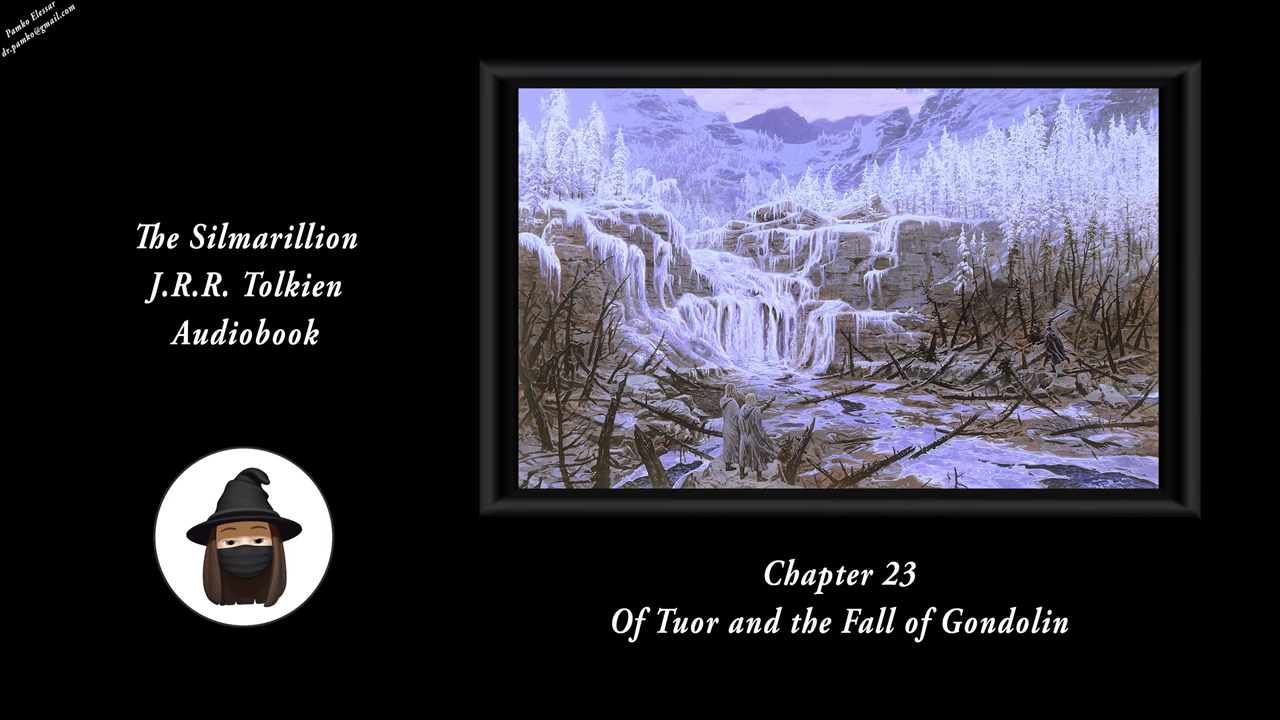 Pamko Elessar
dr.pamko@gmail.com
The Silmarillion
J.R.R. Tolkien
Audiobook
Chapter 23
Of Tuor and the Fall of Gondolin